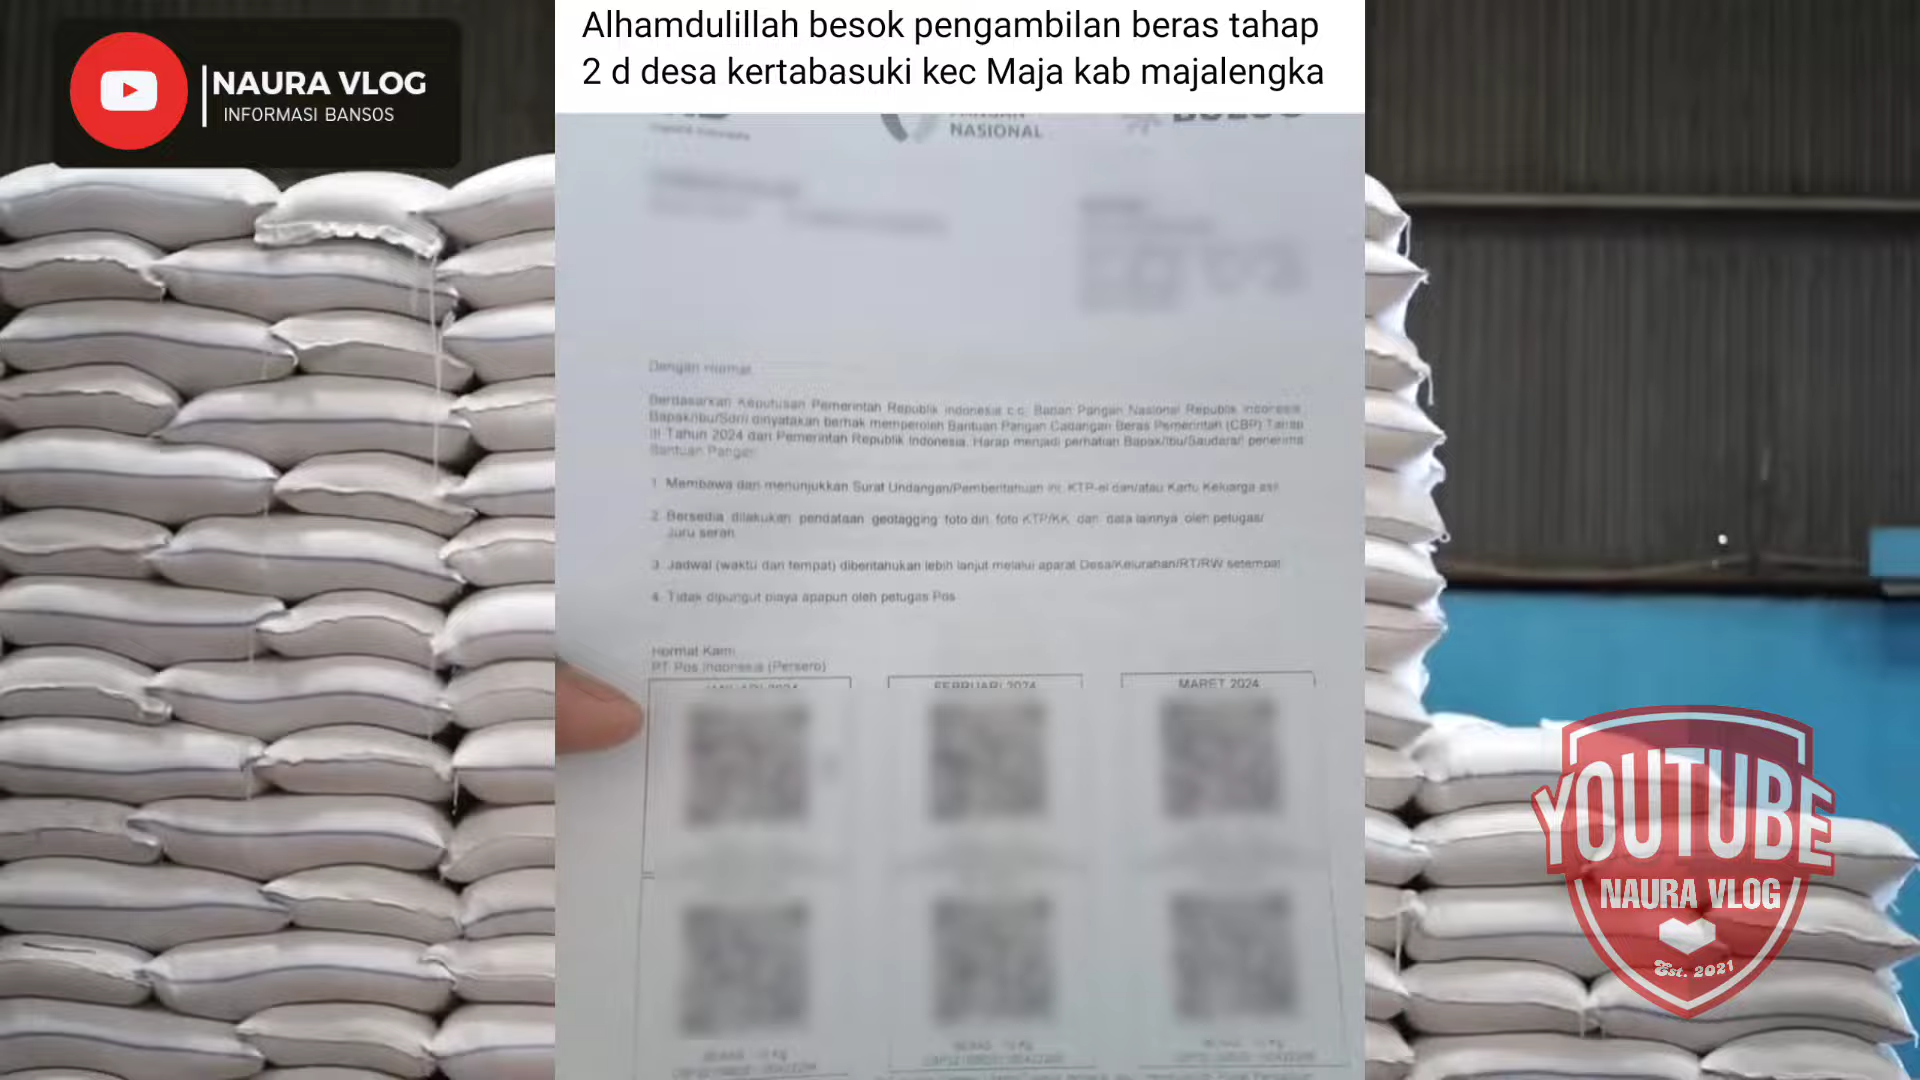 NAURA VLOG
INFORMASI BANSOS
Alhamdulillah besok pengambilan beras tahap
2 d desa kertabasuki kec Maja kab majalengka
NASIONAL
Dengan Hormat
Berdasarkan Keputusan Pemerintah Republik Indonesia c.c. Badan Pangan Nasional Republik Indonesia
Bapak/Ibu/Sdr/i dinyatakan berhak memperoleh Bantuan Pangan Cadangan Beras Pemerintah (CBP) Tahap
III Tahun 2024 dari Pemerintah Republik Indonesia. Harap menjadi perhatian Bapak/Ibu/Saudara/i penerima
Bantuan Pangan
1. Membawa dan menunjukkan Surat Undangan/Pemberitahuan ini, KTP-el dan/atau Kartu Keluarga asli
2. Bersedia dilakukan pendataan geotagging foto diri, foto KTP/KK dan data lainnya oleh petugas/
Juru serah
3. Jadwal (waktu dan tempat) diberitahukan lebih lanjut melalui aparat Desa/Kelurahan/RT/RW setempat
4. Tidak dipungut biaya apapun oleh petugas Pos
Hormat Kami
PT Pos Indonesia (Persero)
JANUARI 2024
FEBRUARI 2024
MARET 2024
YOUTUBE
NAURA VLOG
Est. 2021